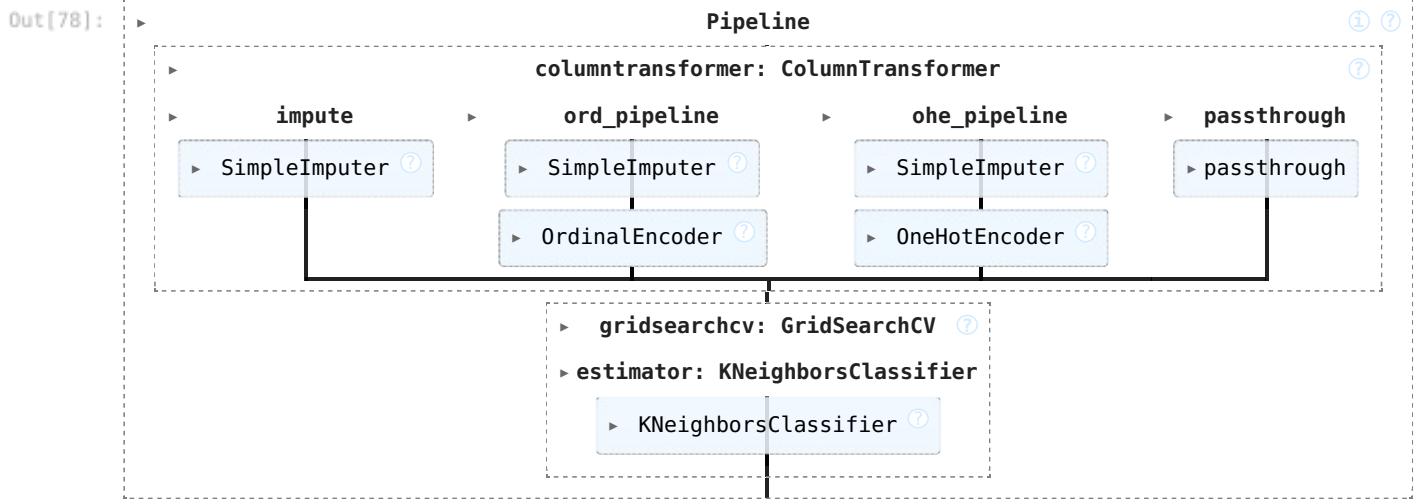 Out[78]:
Pipeline
columntransformer: ColumnTransformer
impute ord_pipeline ohe_pipeline passthrough
SimpleImputer ? SimpleImputer ? SimpleImputer ? passthrough
OrdinalEncoder ? OneHotEncoder ?
gridsearchcv: GridSearchCV ?
estimator: KNeighborsClassifier
KNeighborsClassifier ?